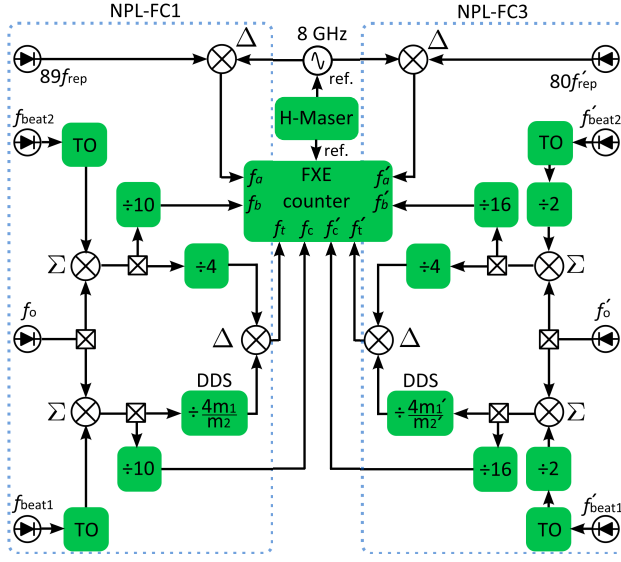 NPL-FC1
NPL-FC3
Δ
8 GHz
Δ
ref.
89f_rep
80f′_rep
H-Maser
f_beat2
f′_beat2
TO
TO
ref.
FXE
counter
f_a
f′_a
f_b
f′_b
f_t f_c f′_c f′_t
÷10
÷16
÷2
Σ
÷4
÷4
Σ
f_o
f′_o
Δ
Δ
DDS
DDS
Σ
÷ 4m1/m2
÷ 4m1′/m2′
Σ
÷10
÷16
÷2
f_beat1
f′_beat1
TO
TO